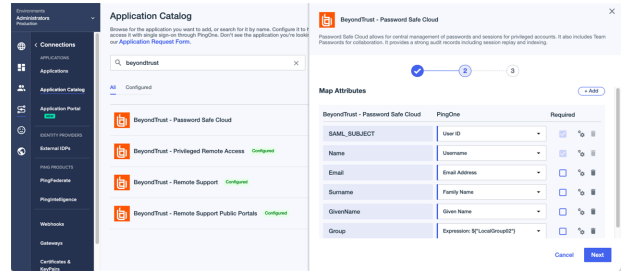 Environments
Administrators
Production
Connections
APPLICATIONS
Applications
Application Catalog
Application Portal
NEW
IDENTITY PROVIDERS
External IDPs
PING PRODUCTS
PingFederate
PingIntelligence
Webhooks
Gateways
Certificates &
KeyPairs
Application Catalog
Browse for the application you want to add, or search for it by name. Configure it to f
access it with single sign-on through PingOne. Don't see the application you're looki
our Application Request Form.
beyondtrust
All Configured
BeyondTrust - Password Safe Cloud
BeyondTrust - Privileged Remote Access Configured
BeyondTrust - Remote Support Configured
BeyondTrust - Remote Support Public Portals Configured
BeyondTrust - Password Safe Cloud
Password Safe Cloud allows for central management of passwords and sessions for privileged accounts. It also includes Team
Passwords for collaboration. It provides a strong audit records including session replay and indexing.
2 3
Map Attributes + Add
BeyondTrust - Password Safe Cloud PingOne Required
SAML_SUBJECT User ID
Name Username
Email Email Address
Surname Family Name
GivenName Given Name
Group Expression: ${"LocalGroup02"}
Cancel Next